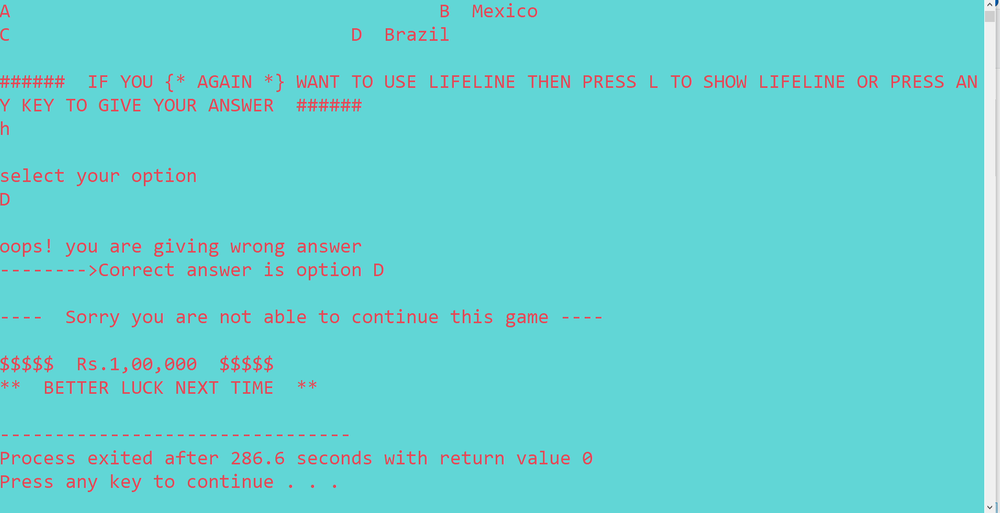 A B Mexico
C D Brazil
###### IF YOU {* AGAIN *} WANT TO USE LIFELINE THEN PRESS L TO SHOW LIFELINE OR PRESS AN
Y KEY TO GIVE YOUR ANSWER ######
h
select your option
D
oops! you are giving wrong answer
-------->Correct answer is option D
---- Sorry you are not able to continue this game ----
$$$$$ Rs.1,00,000 $$$$$
** BETTER LUCK NEXT TIME **
--------------------------------
Process exited after 286.6 seconds with return value 0
Press any key to continue . . .